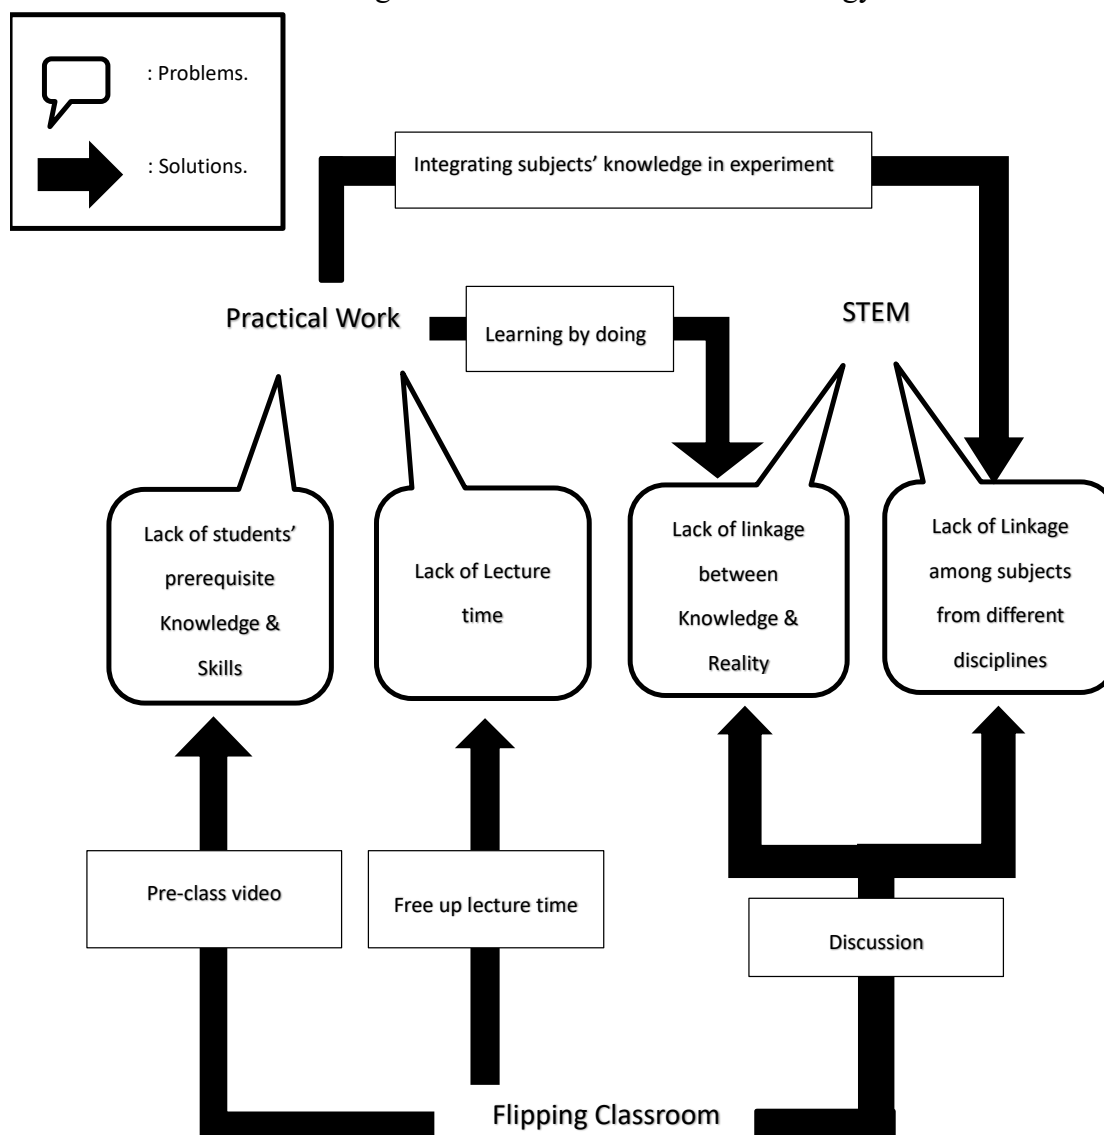 : Problems.
: Solutions.
Integrating subjects’ knowledge in experiment
Practical Work
Learning by doing
STEM
Lack of students’
prerequisite
Knowledge &
Skills
Lack of Lecture
time
Lack of linkage
between
Knowledge &
Reality
Lack of Linkage
among subjects
from different
disciplines
Pre-class video
Free up lecture time
Discussion
Flipping Classroom